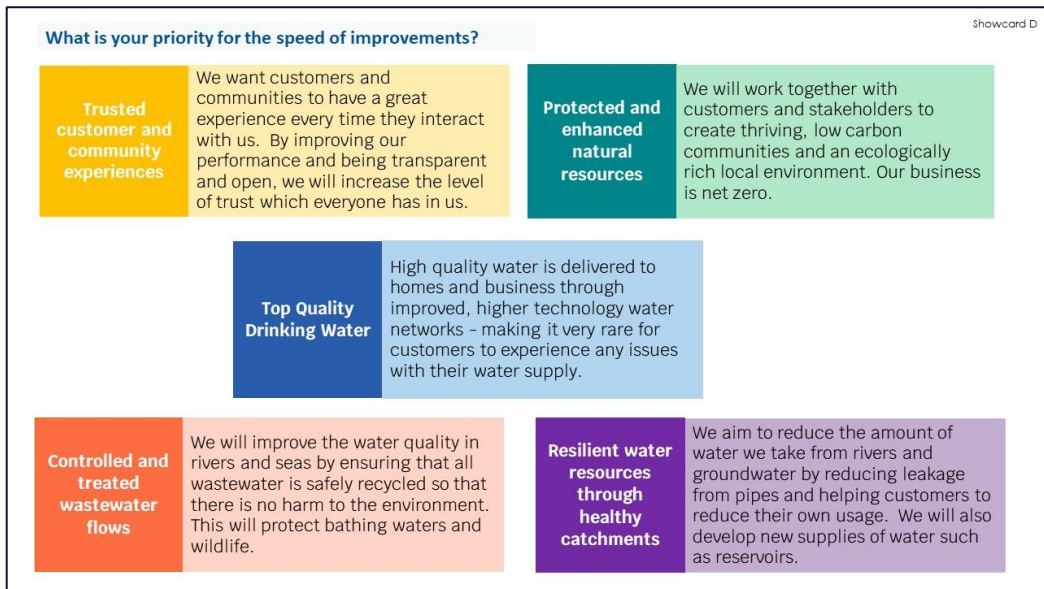 Showcard D
What is your priority for the speed of improvements?
Trusted
customer and
community
experiences
We want customers and
communities to have a great
experience every time they interact
with us.  By improving our
performance and being transparent
and open, we will increase the level
of trust which everyone has in us.
Protected and
enhanced
natural
resources
We will work together with
customers and stakeholders to
create thriving, low carbon
communities and an ecologically
rich local environment. Our business
is net zero.
Top Quality
Drinking Water
High quality water is delivered to
homes and business through
improved, higher technology water
networks - making it very rare for
customers to experience any issues
with their water supply.
Controlled and
treated
wastewater
flows
We will improve the water quality in
rivers and seas by ensuring that all
wastewater is safely recycled so that
there is no harm to the environment.
This will protect bathing waters and
wildlife.
Resilient water
resources
through
healthy
catchments
We aim to reduce the amount of
water we take from rivers and
groundwater by reducing leakage
from pipes and helping customers to
reduce their own usage.  We will also
develop new supplies of water such
as reservoirs.